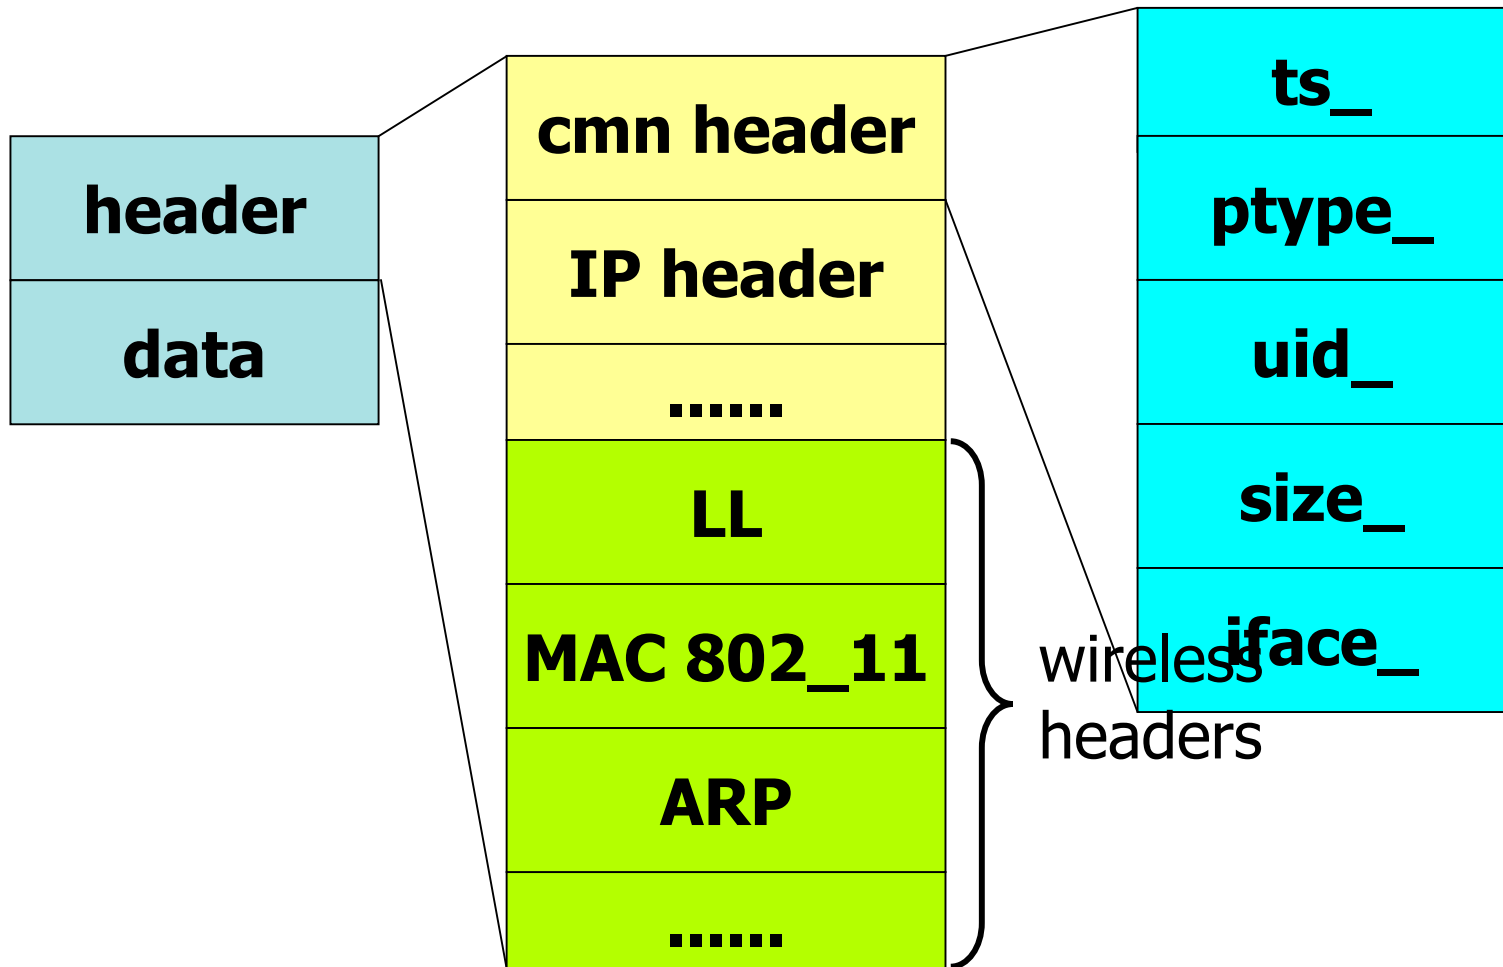 header
data
cmn header
IP header
......
LL
MAC 802_11
ARP
......
wireless
headers
ts_
ptype_
uid_
size_
iface_